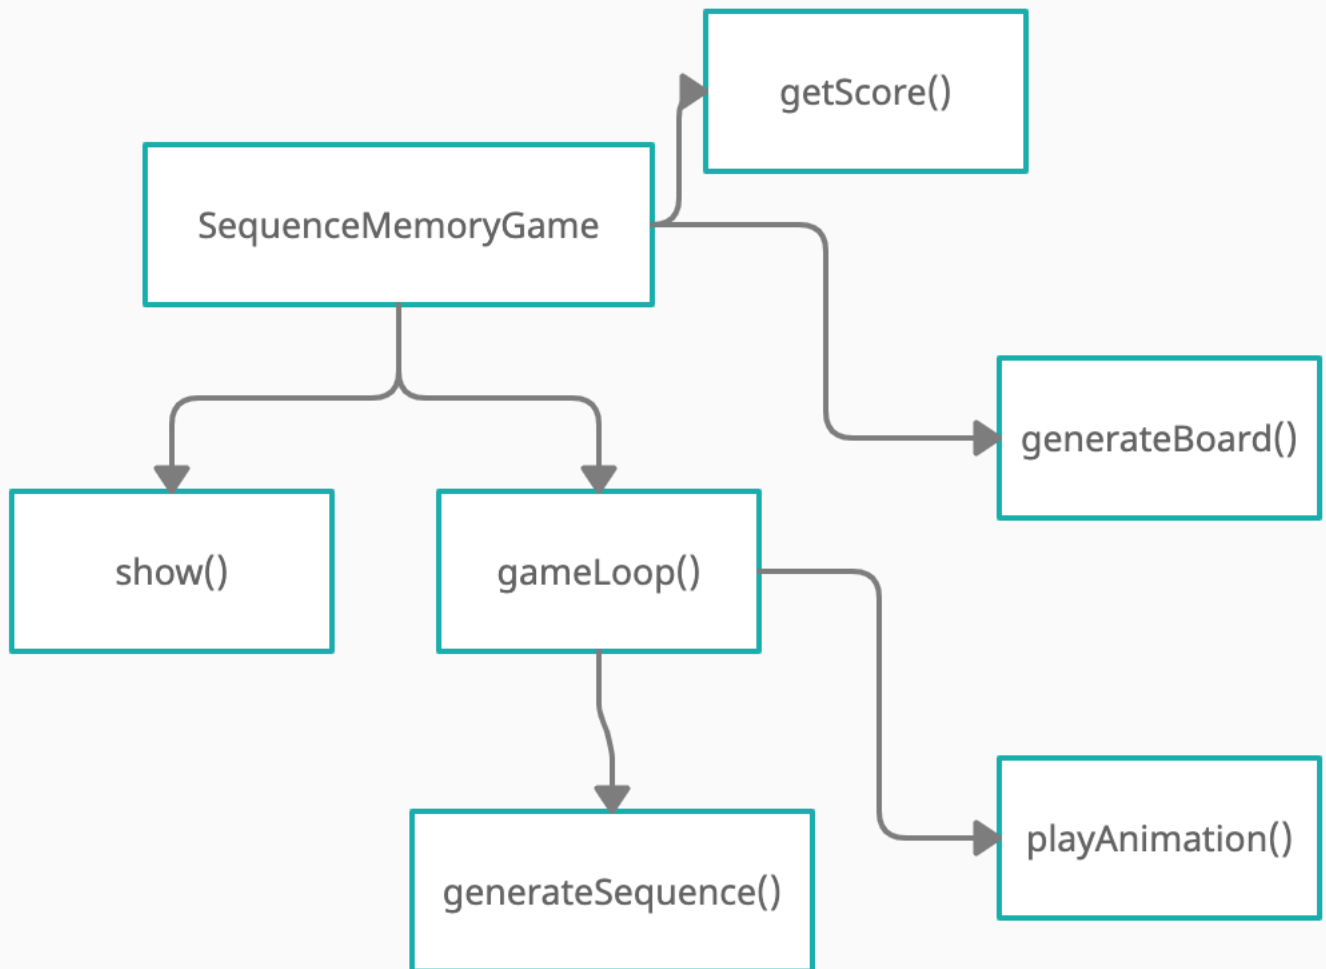 getScore()
SequenceMemoryGame
generateBoard()
show()
gameLoop()
playAnimation()
generateSequence()